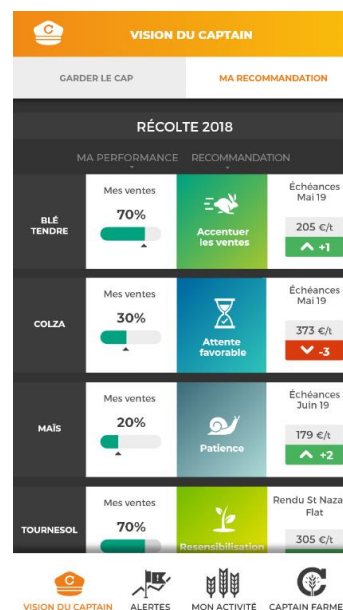 VISION DU CAPTAIN
GARDER LE CAP
MA RECOMMANDATION
RÉCOLTE 2018
MA PERFORMANCE
RECOMMANDATION
BLÉ
TENDRE
Mes ventes
70%
Accentuer
les ventes
Échéances
Mai 19
205 €/t
+1
COLZA
Mes ventes
30%
Attente
favorable
Échéances
Mai 19
373 €/t
-3
MAÏS
Mes ventes
20%
Patience
Échéances
Juin 19
179 €/t
+2
TOURNESOL
Mes ventes
70%
Resensibilisation
Rendu St Naza
Flat
305 €/t
VISION DU CAPTAIN
ALERTES
MON ACTIVITÉ
CAPTAIN FARME